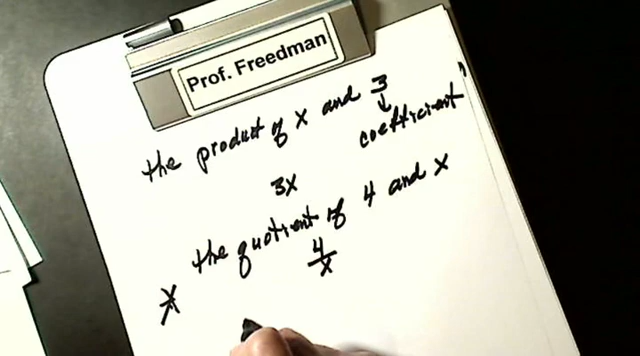 Prof. Freedman
the product of x and 3
↓
coefficient
3x
the quotient of 4 and x
4/x